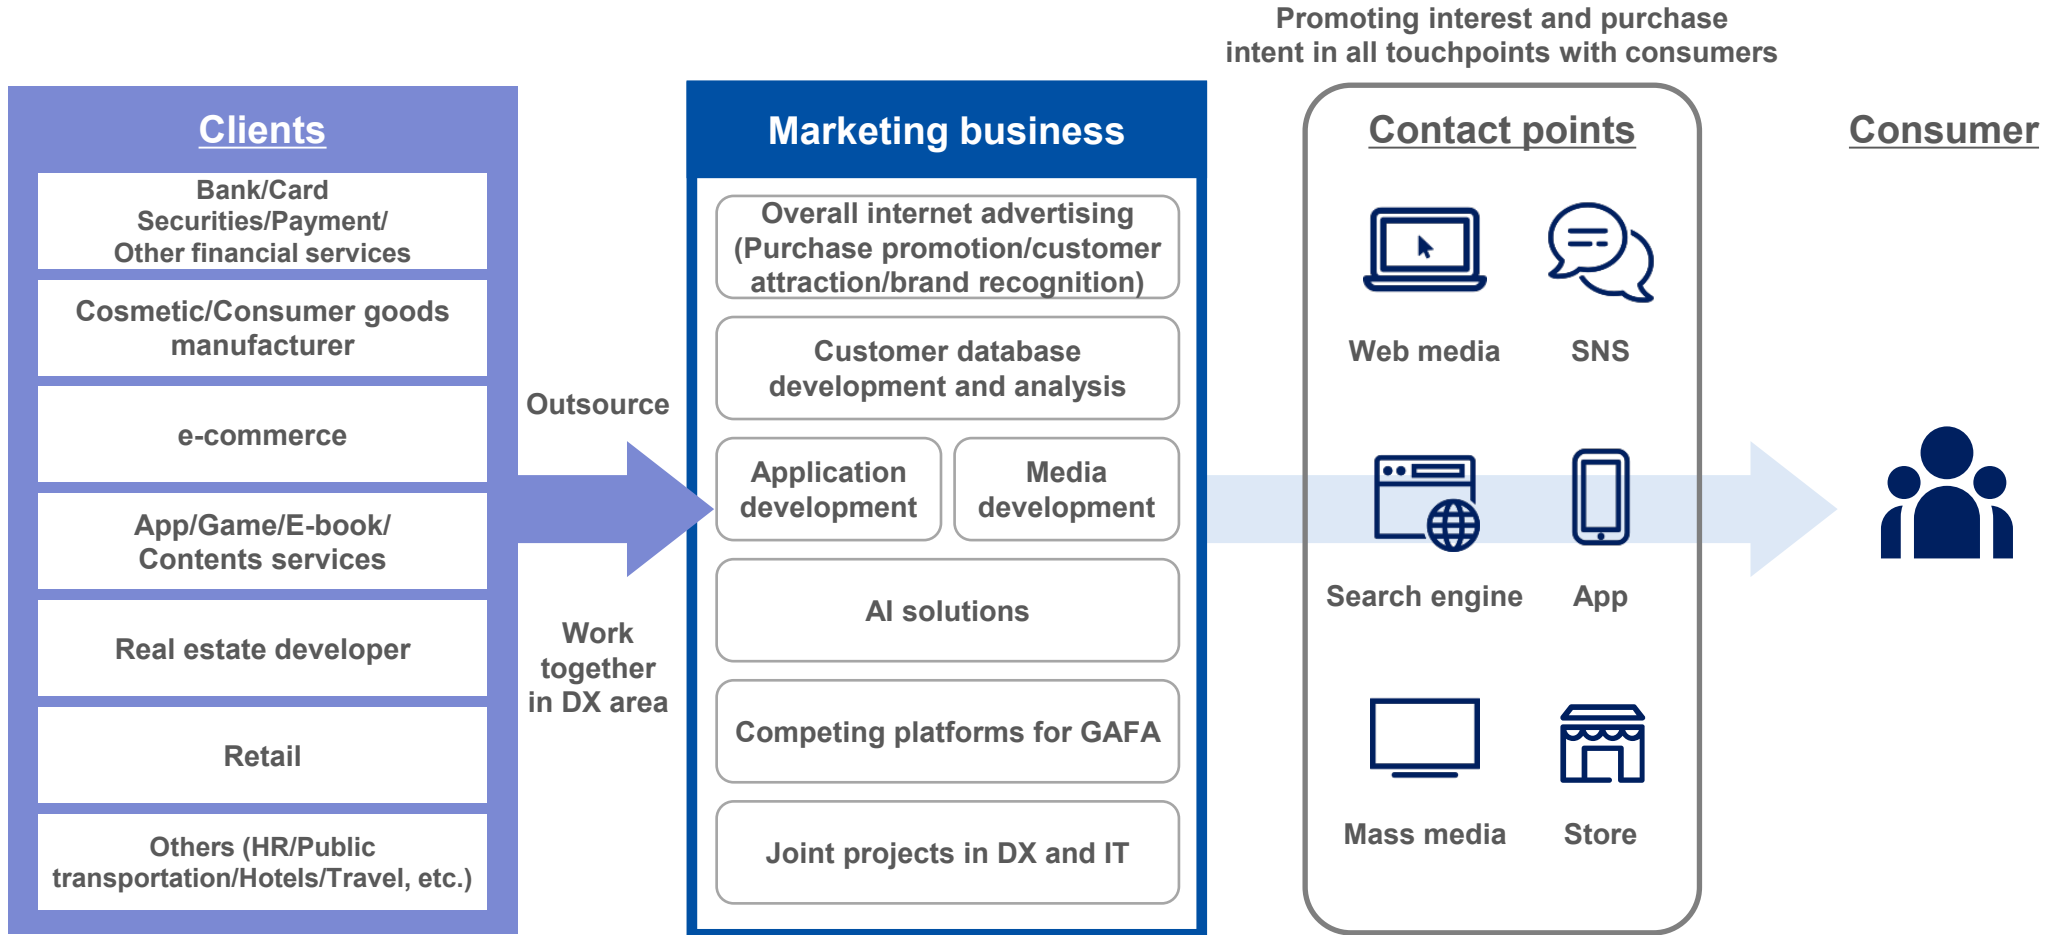 Promoting interest and purchase
intent in all touchpoints with consumers
Clients
Bank/Card
Securities/Payment/
Other financial services
Cosmetic/Consumer goods
manufacturer
e-commerce
App/Game/E-book/
Contents services
Real estate developer
Retail
Others (HR/Public
transportation/Hotels/Travel, etc.)
Outsource
Work
together
in DX area
Marketing business
Overall internet advertising
(Purchase promotion/customer
attraction/brand recognition)
Customer database
development and analysis
Application
development
Media
development
AI solutions
Competing platforms for GAFA
Joint projects in DX and IT
Contact points
Web media
SNS
Search engine
App
Mass media
Store
Consumer